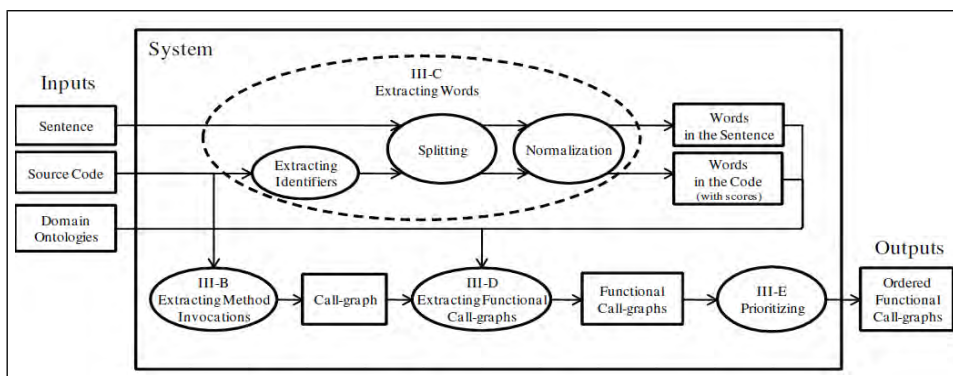 System
Inputs
III-C
Extracting Words
Sentence
Splitting
Normalization
Words
in the Sentence
Source Code
Extracting
Identifiers
Words
in the Code
(with scores)
Domain
Ontologies
Outputs
III-B
Extracting Method
Invocations
Call-graph
III-D
Extracting Functional
Call-graphs
Functional
Call-graphs
III-E
Prioritizing
Ordered
Functional
Call-graphs